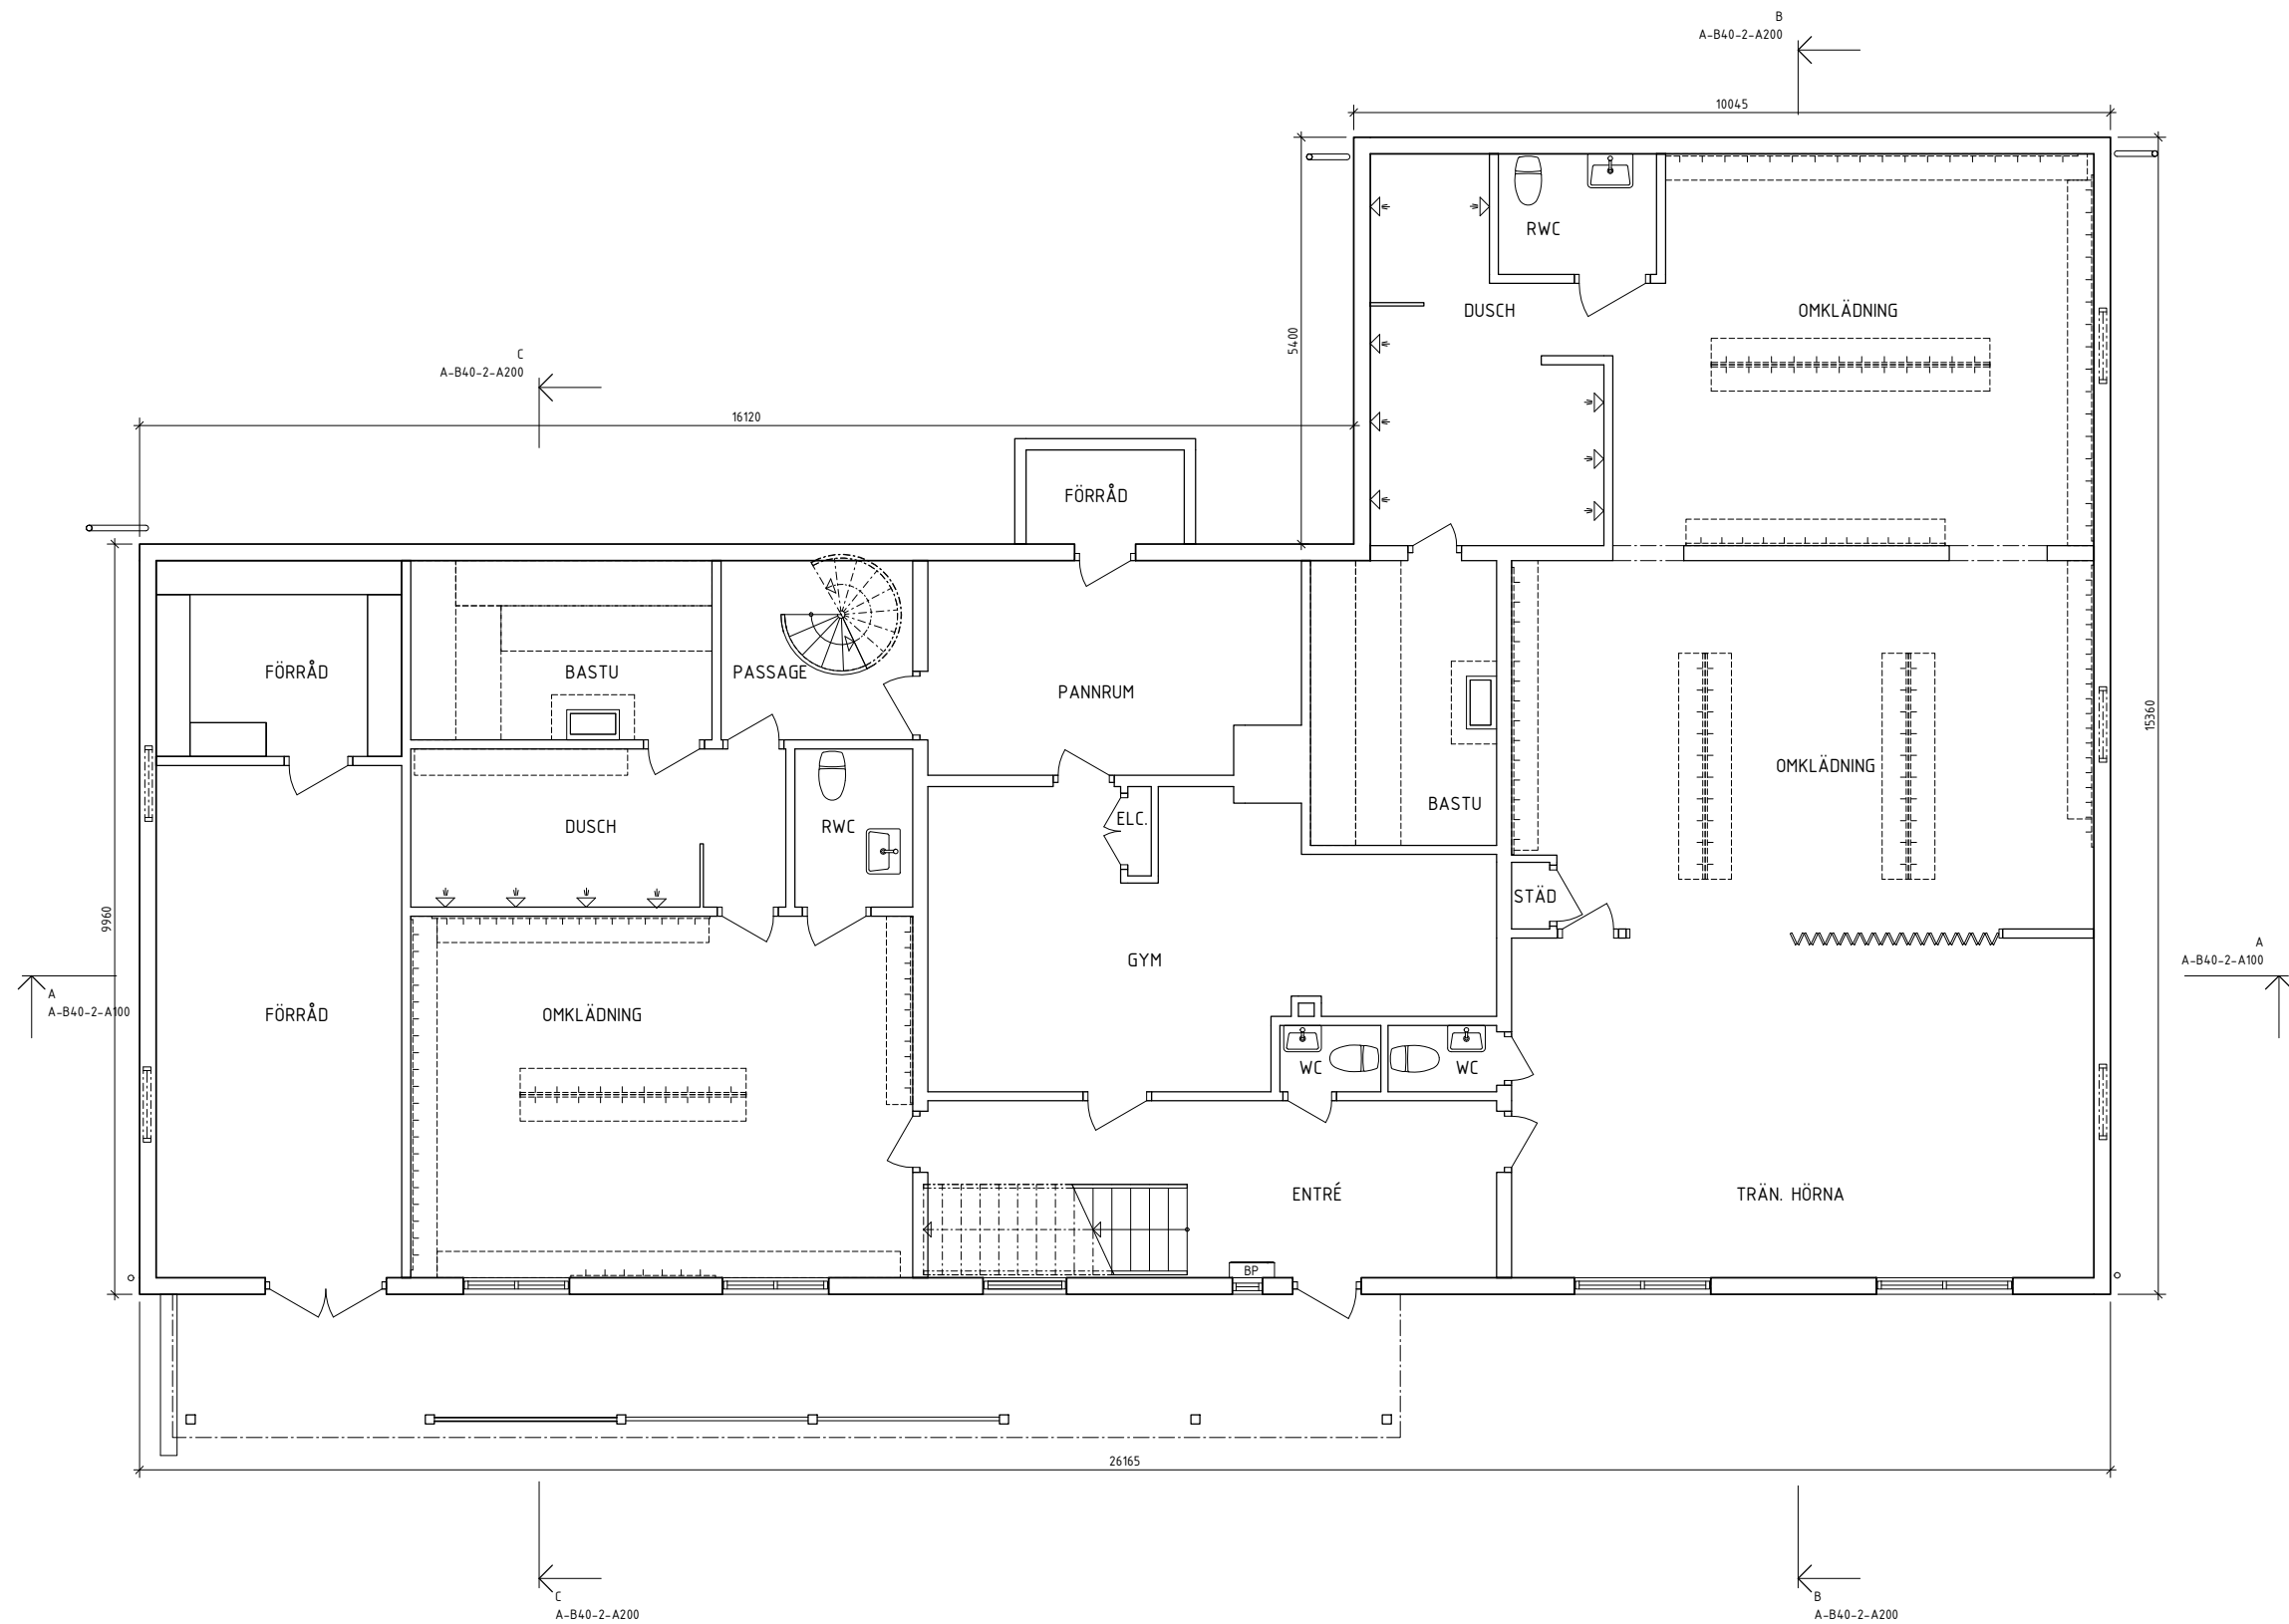 B
A-B40-2-A200
10045
RWC
DUSCH
OMKLÄDNING
5400
C
A-B40-2-A200
16120
FÖRRÅD
FÖRRÅD
BASTU
PASSAGE
PANNRUM
15360
OMKLÄDNING
BASTU
ELC.
DUSCH
RWC
STÄD
9960
GYM
A
A-B40-2-A100
A
A-B40-2-A100
FÖRRÅD
OMKLÄDNING
WC
WC
ENTRÉ
TRÄN. HÖRNA
BP
26165
C
A-B40-2-A200
B
A-B40-2-A200